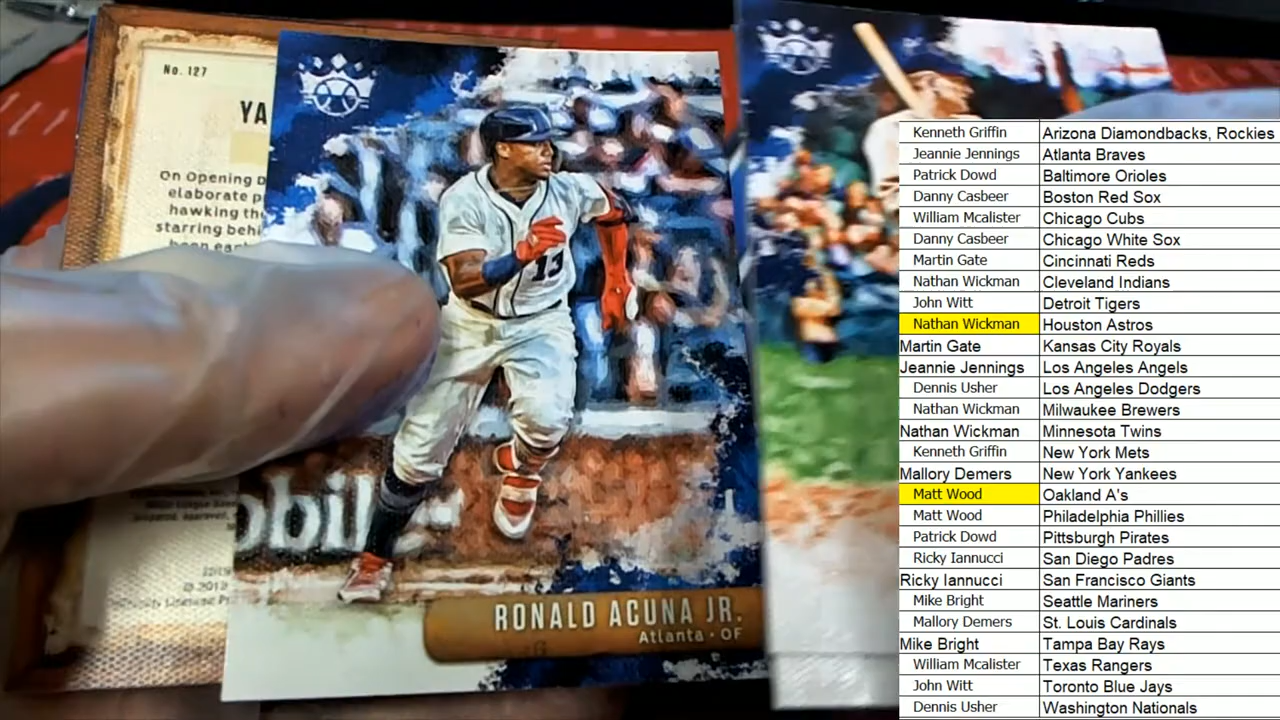 No. 127
YA
On Opening D
elaborate p
hawking the
starring behi
been each
13
obil
RONALD ACUNA JR.
Atlanta • OF
Kenneth Griffin Arizona Diamondbacks, Rockies
Jeannie Jennings Atlanta Braves
Patrick Dowd Baltimore Orioles
Danny Casbeer Boston Red Sox
William Mcalister Chicago Cubs
Danny Casbeer Chicago White Sox
Martin Gate Cincinnati Reds
Nathan Wickman Cleveland Indians
John Witt Detroit Tigers
Nathan Wickman Houston Astros
Martin Gate Kansas City Royals
Jeannie Jennings Los Angeles Angels
Dennis Usher Los Angeles Dodgers
Nathan Wickman Milwaukee Brewers
Nathan Wickman Minnesota Twins
Kenneth Griffin New York Mets
Mallory Demers New York Yankees
Matt Wood Oakland A's
Matt Wood Philadelphia Phillies
Patrick Dowd Pittsburgh Pirates
Ricky Iannucci San Diego Padres
Ricky Iannucci San Francisco Giants
Mike Bright Seattle Mariners
Mallory Demers St. Louis Cardinals
Mike Bright Tampa Bay Rays
William Mcalister Texas Rangers
John Witt Toronto Blue Jays
Dennis Usher Washington Nationals